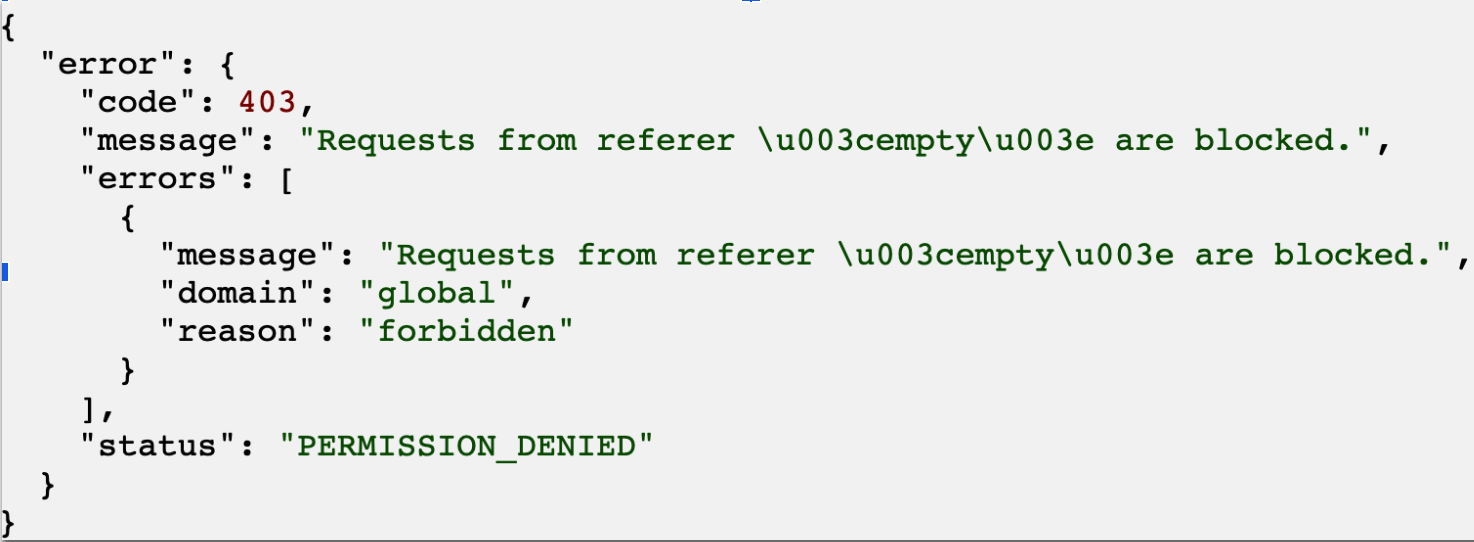 {
  "error": {
    "code": 403,
    "message": "Requests from referer \u003cempty\u003e are blocked.",
    "errors": [
      {
        "message": "Requests from referer \u003cempty\u003e are blocked.",
        "domain": "global",
        "reason": "forbidden"
      }
    ],
    "status": "PERMISSION_DENIED"
  }
}